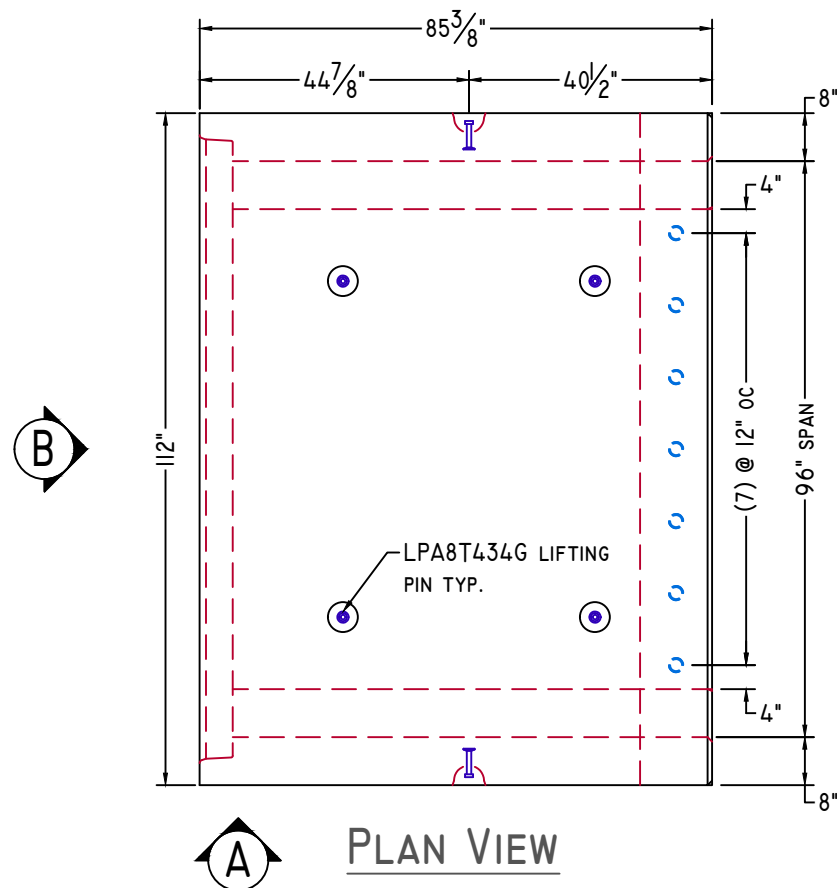 85 3/8"
44 7/8"
40 1/2"
8"
4"
B
112"
(7) @ 12" OC
96" SPAN
LPA8T434G LIFTING
PIN TYP.
4"
8"
A
PLAN VIEW